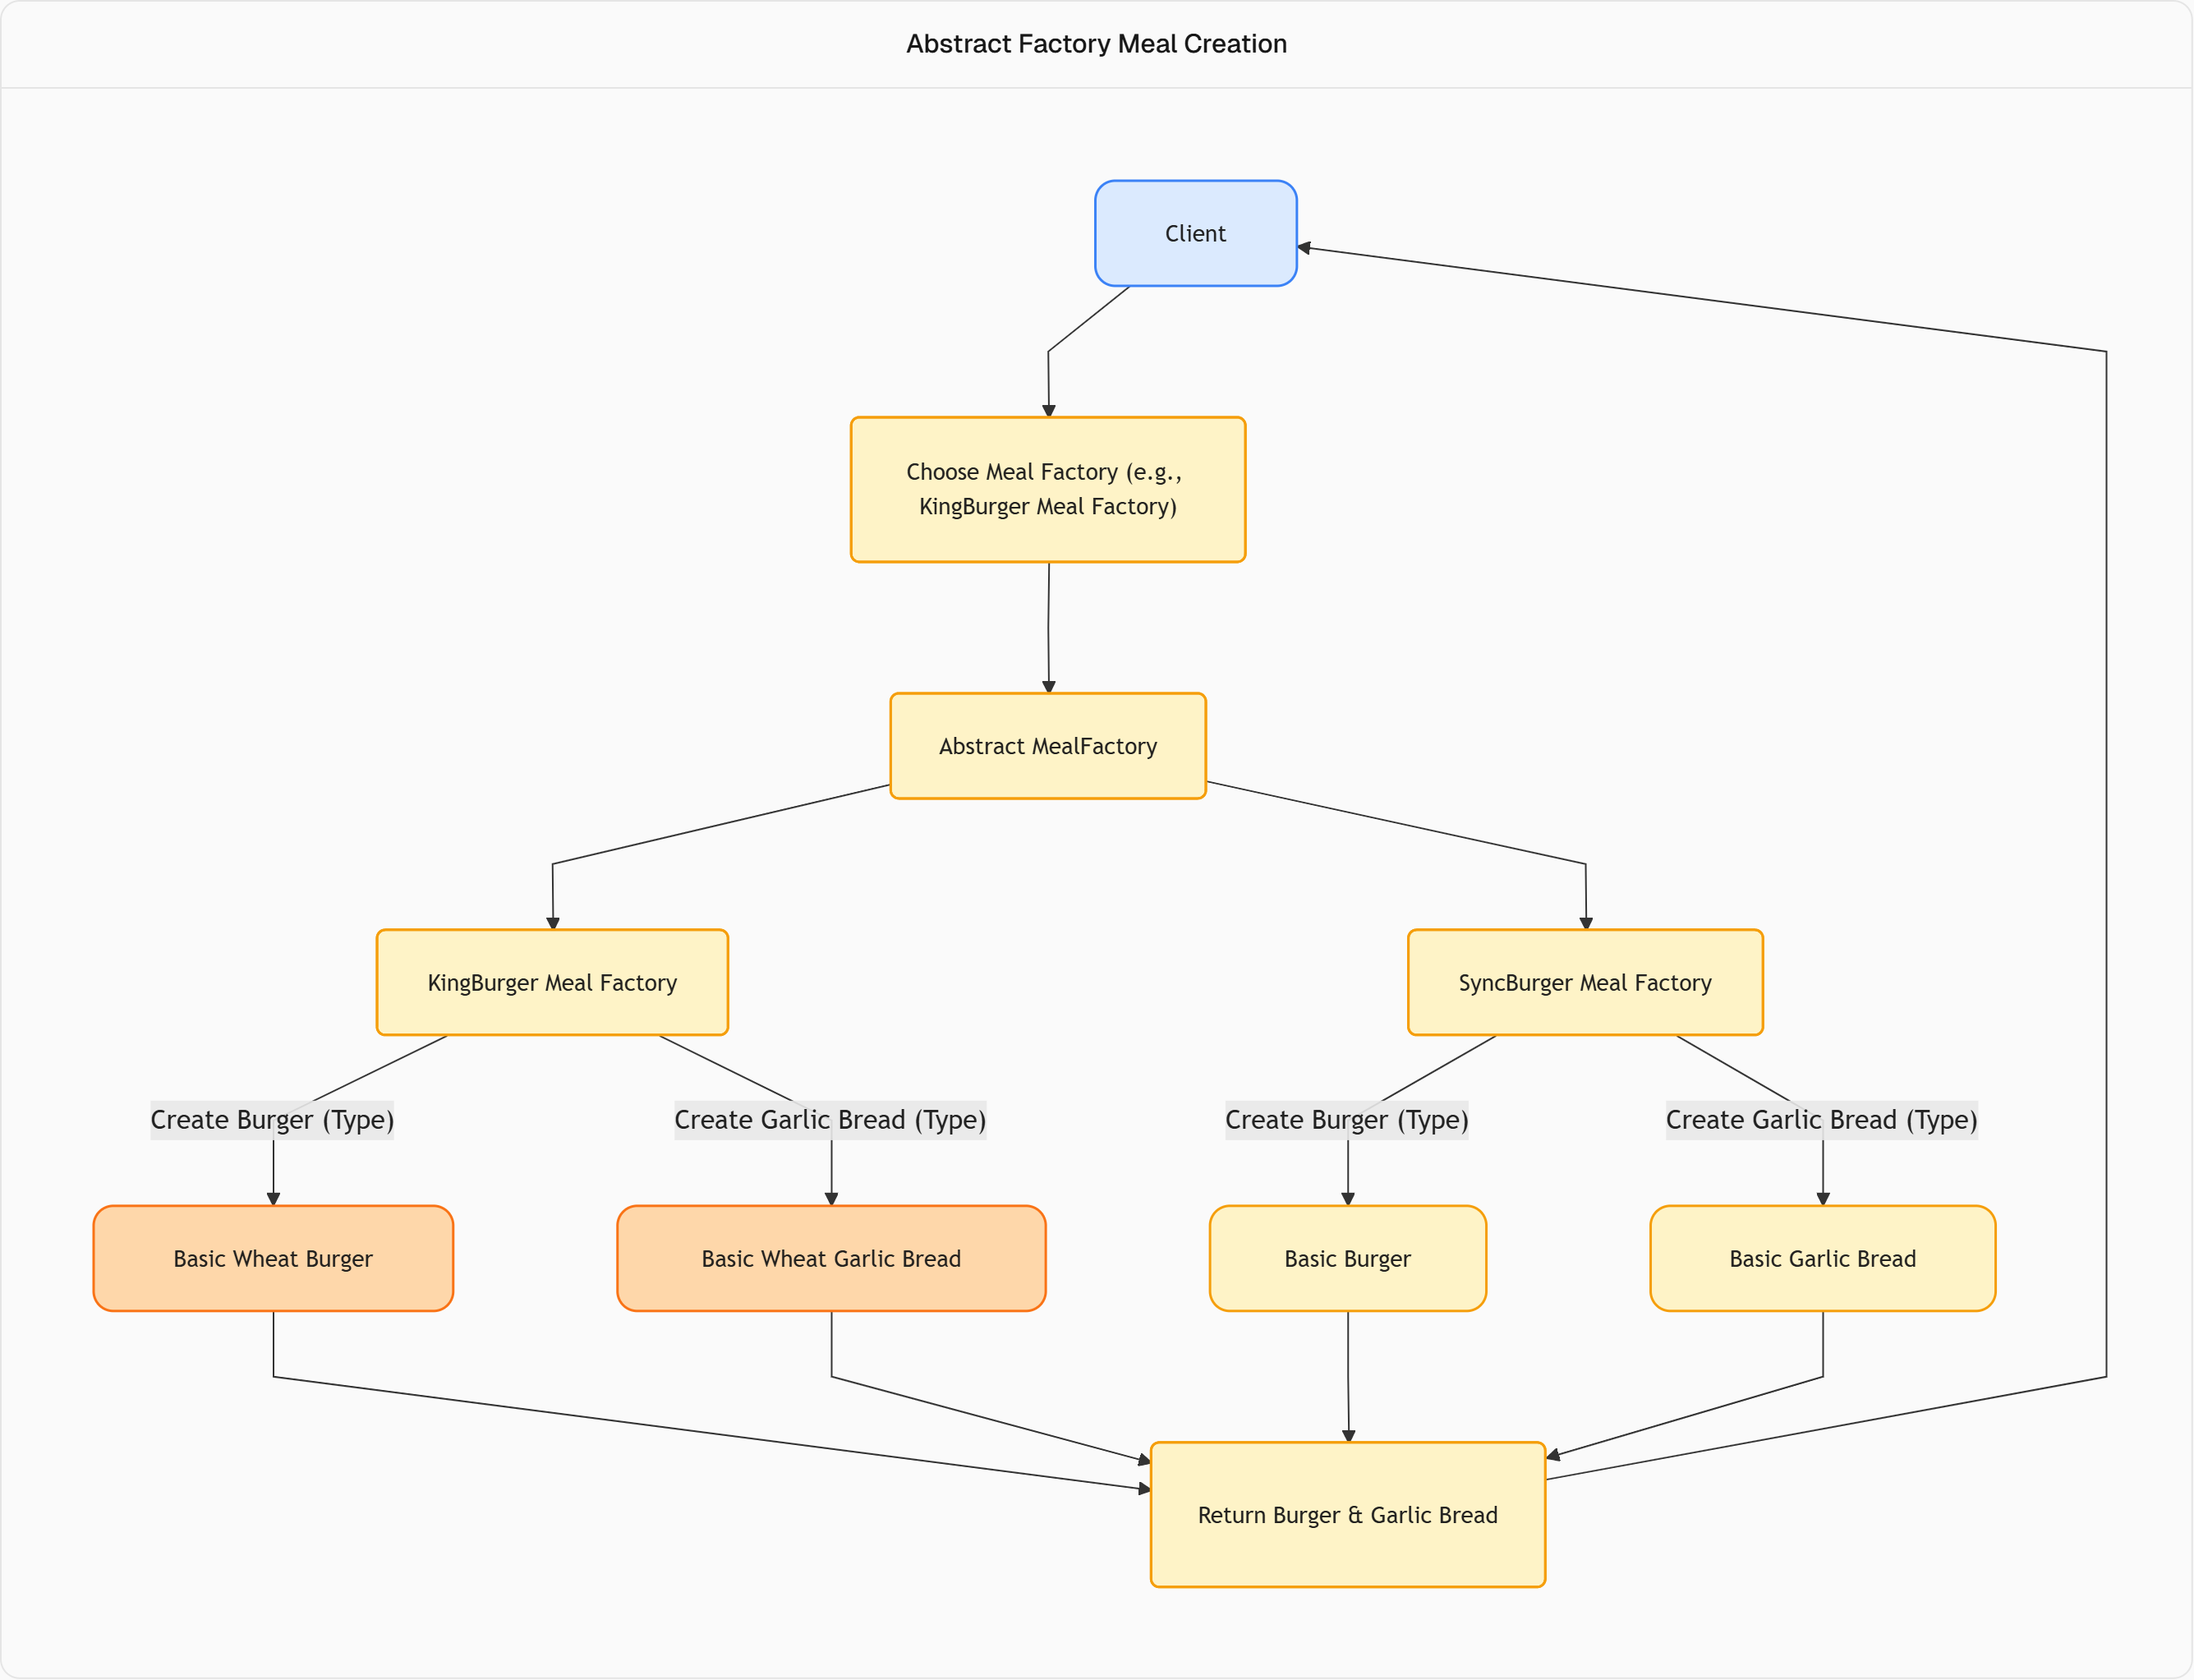 Abstract Factory Meal Creation
Client
Choose Meal Factory (e.g.,
KingBurger Meal Factory)
Abstract MealFactory
KingBurger Meal Factory
SyncBurger Meal Factory
Create Burger (Type)
Create Garlic Bread (Type)
Create Burger (Type)
Create Garlic Bread (Type)
Basic Wheat Burger
Basic Wheat Garlic Bread
Basic Burger
Basic Garlic Bread
Return Burger & Garlic Bread